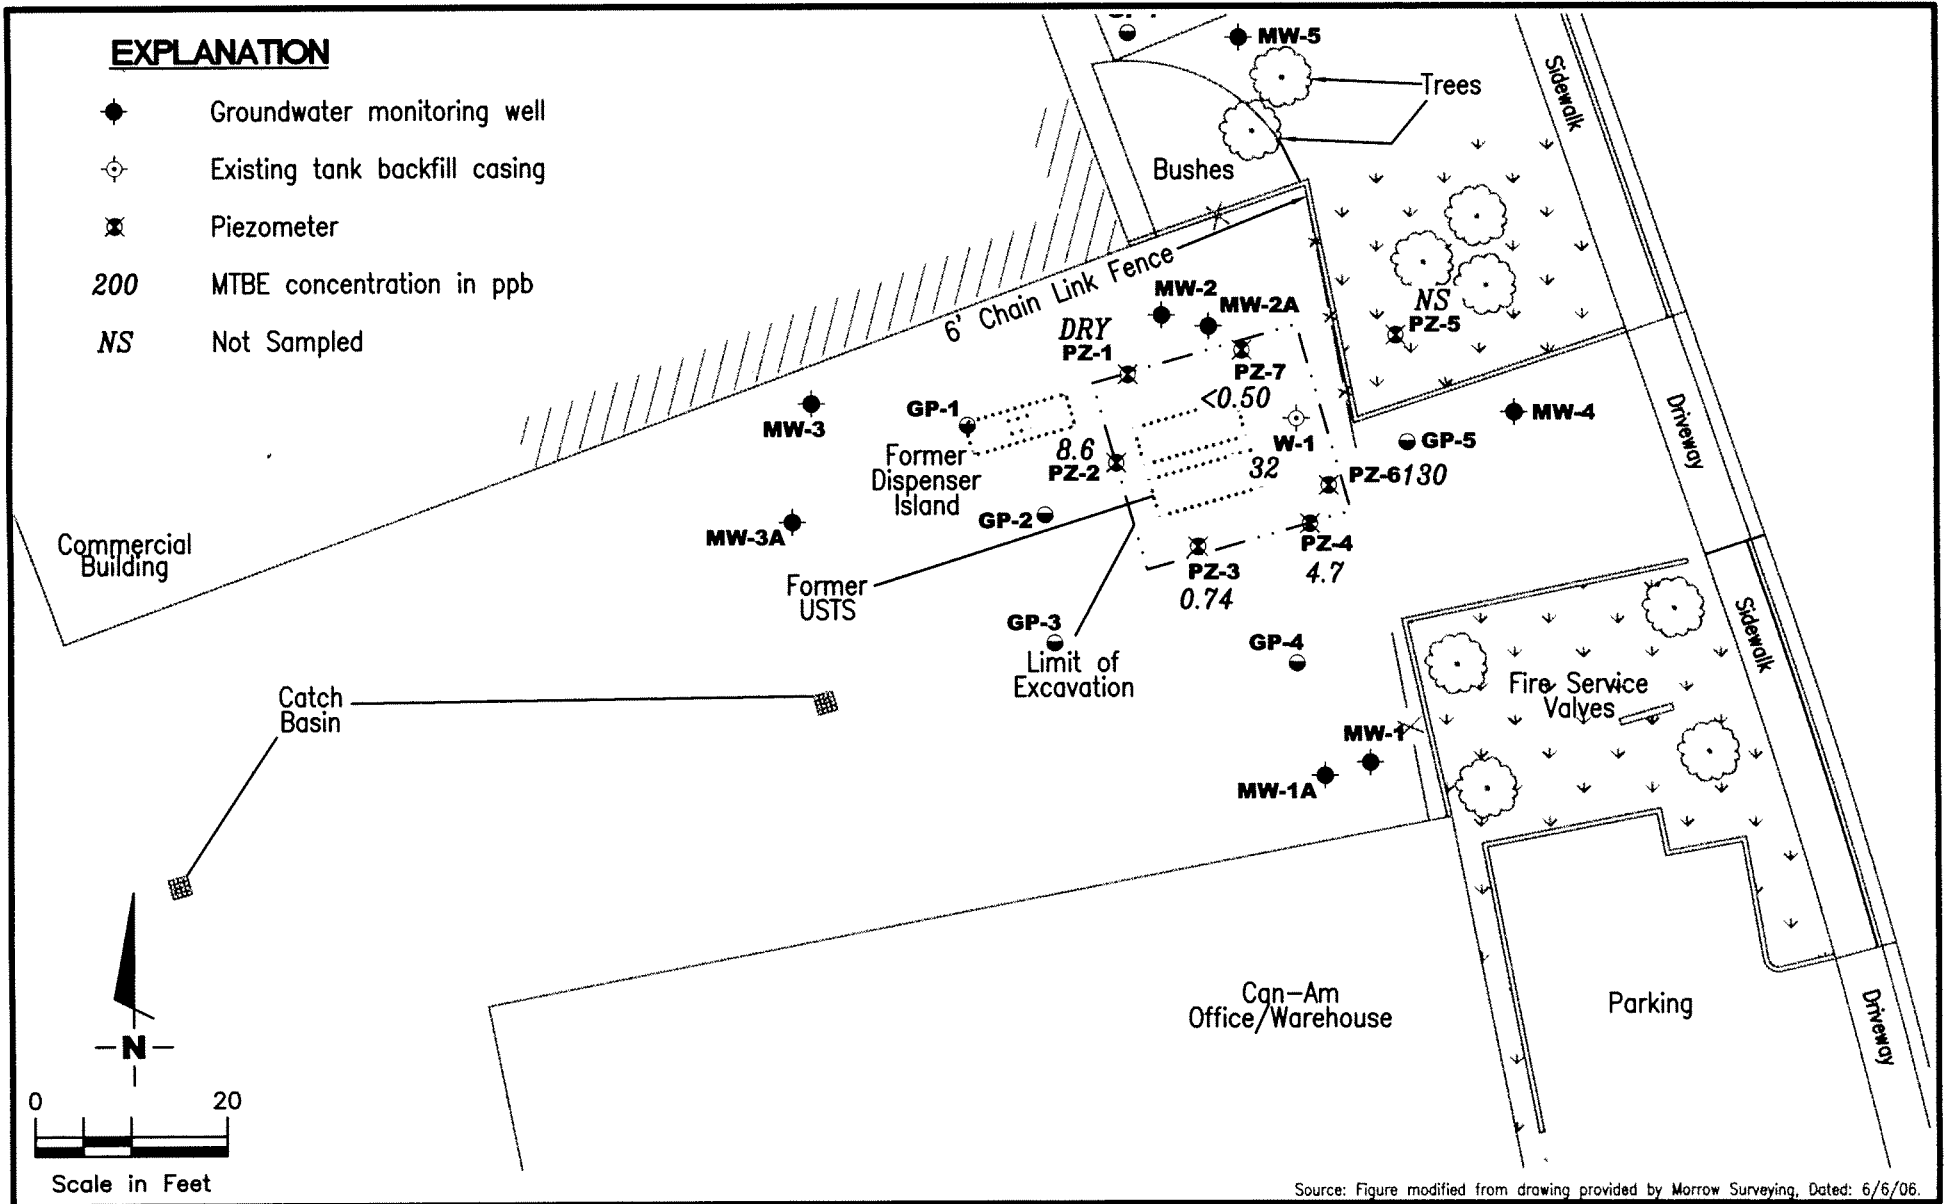 EXPLANATION
Groundwater monitoring well
Existing tank backfill casing
Piezometer
200 MTBE concentration in ppb
NS Not Sampled
MW-5
Trees
Sidewalk
Bushes
6' Chain Link Fence
MW-2
MW-2A
DRY
PZ-1
NS
PZ-5
PZ-7
<0.50
GP-1
MW-3
MW-4
Driveway
W-1
GP-5
Former
Dispenser
Island
8.6
PZ-2
32
PZ-6
130
GP-2
MW-3A
PZ-4
4.7
PZ-3
0.74
Commercial
Building
Former
USTS
GP-3
Limit of
Excavation
GP-4
Sidewalk
Fire Service
Valves
Catch
Basin
MW-1
MW-1A
N
Can-Am
Office/Warehouse
Parking
Driveway
0 20
Scale in Feet
Source: Figure modified from drawing provided by Morrow Surveying, Dated: 6/6/06.